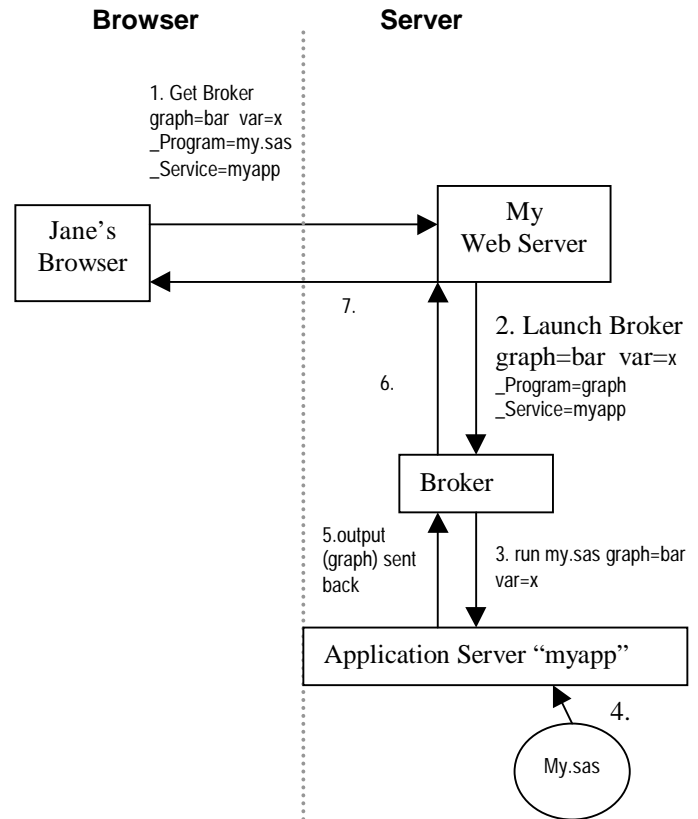 Browser
Server
1. Get Broker
graph=bar var=x
_Program=my.sas
_Service=myapp
Jane’s
Browser
My
Web Server
7.
2. Launch Broker
graph=bar var=x
_Program=graph
_Service=myapp
6.
Broker
5.output
(graph) sent
back
3. run my.sas graph=bar
var=x
Application Server “myapp”
4.
My.sas